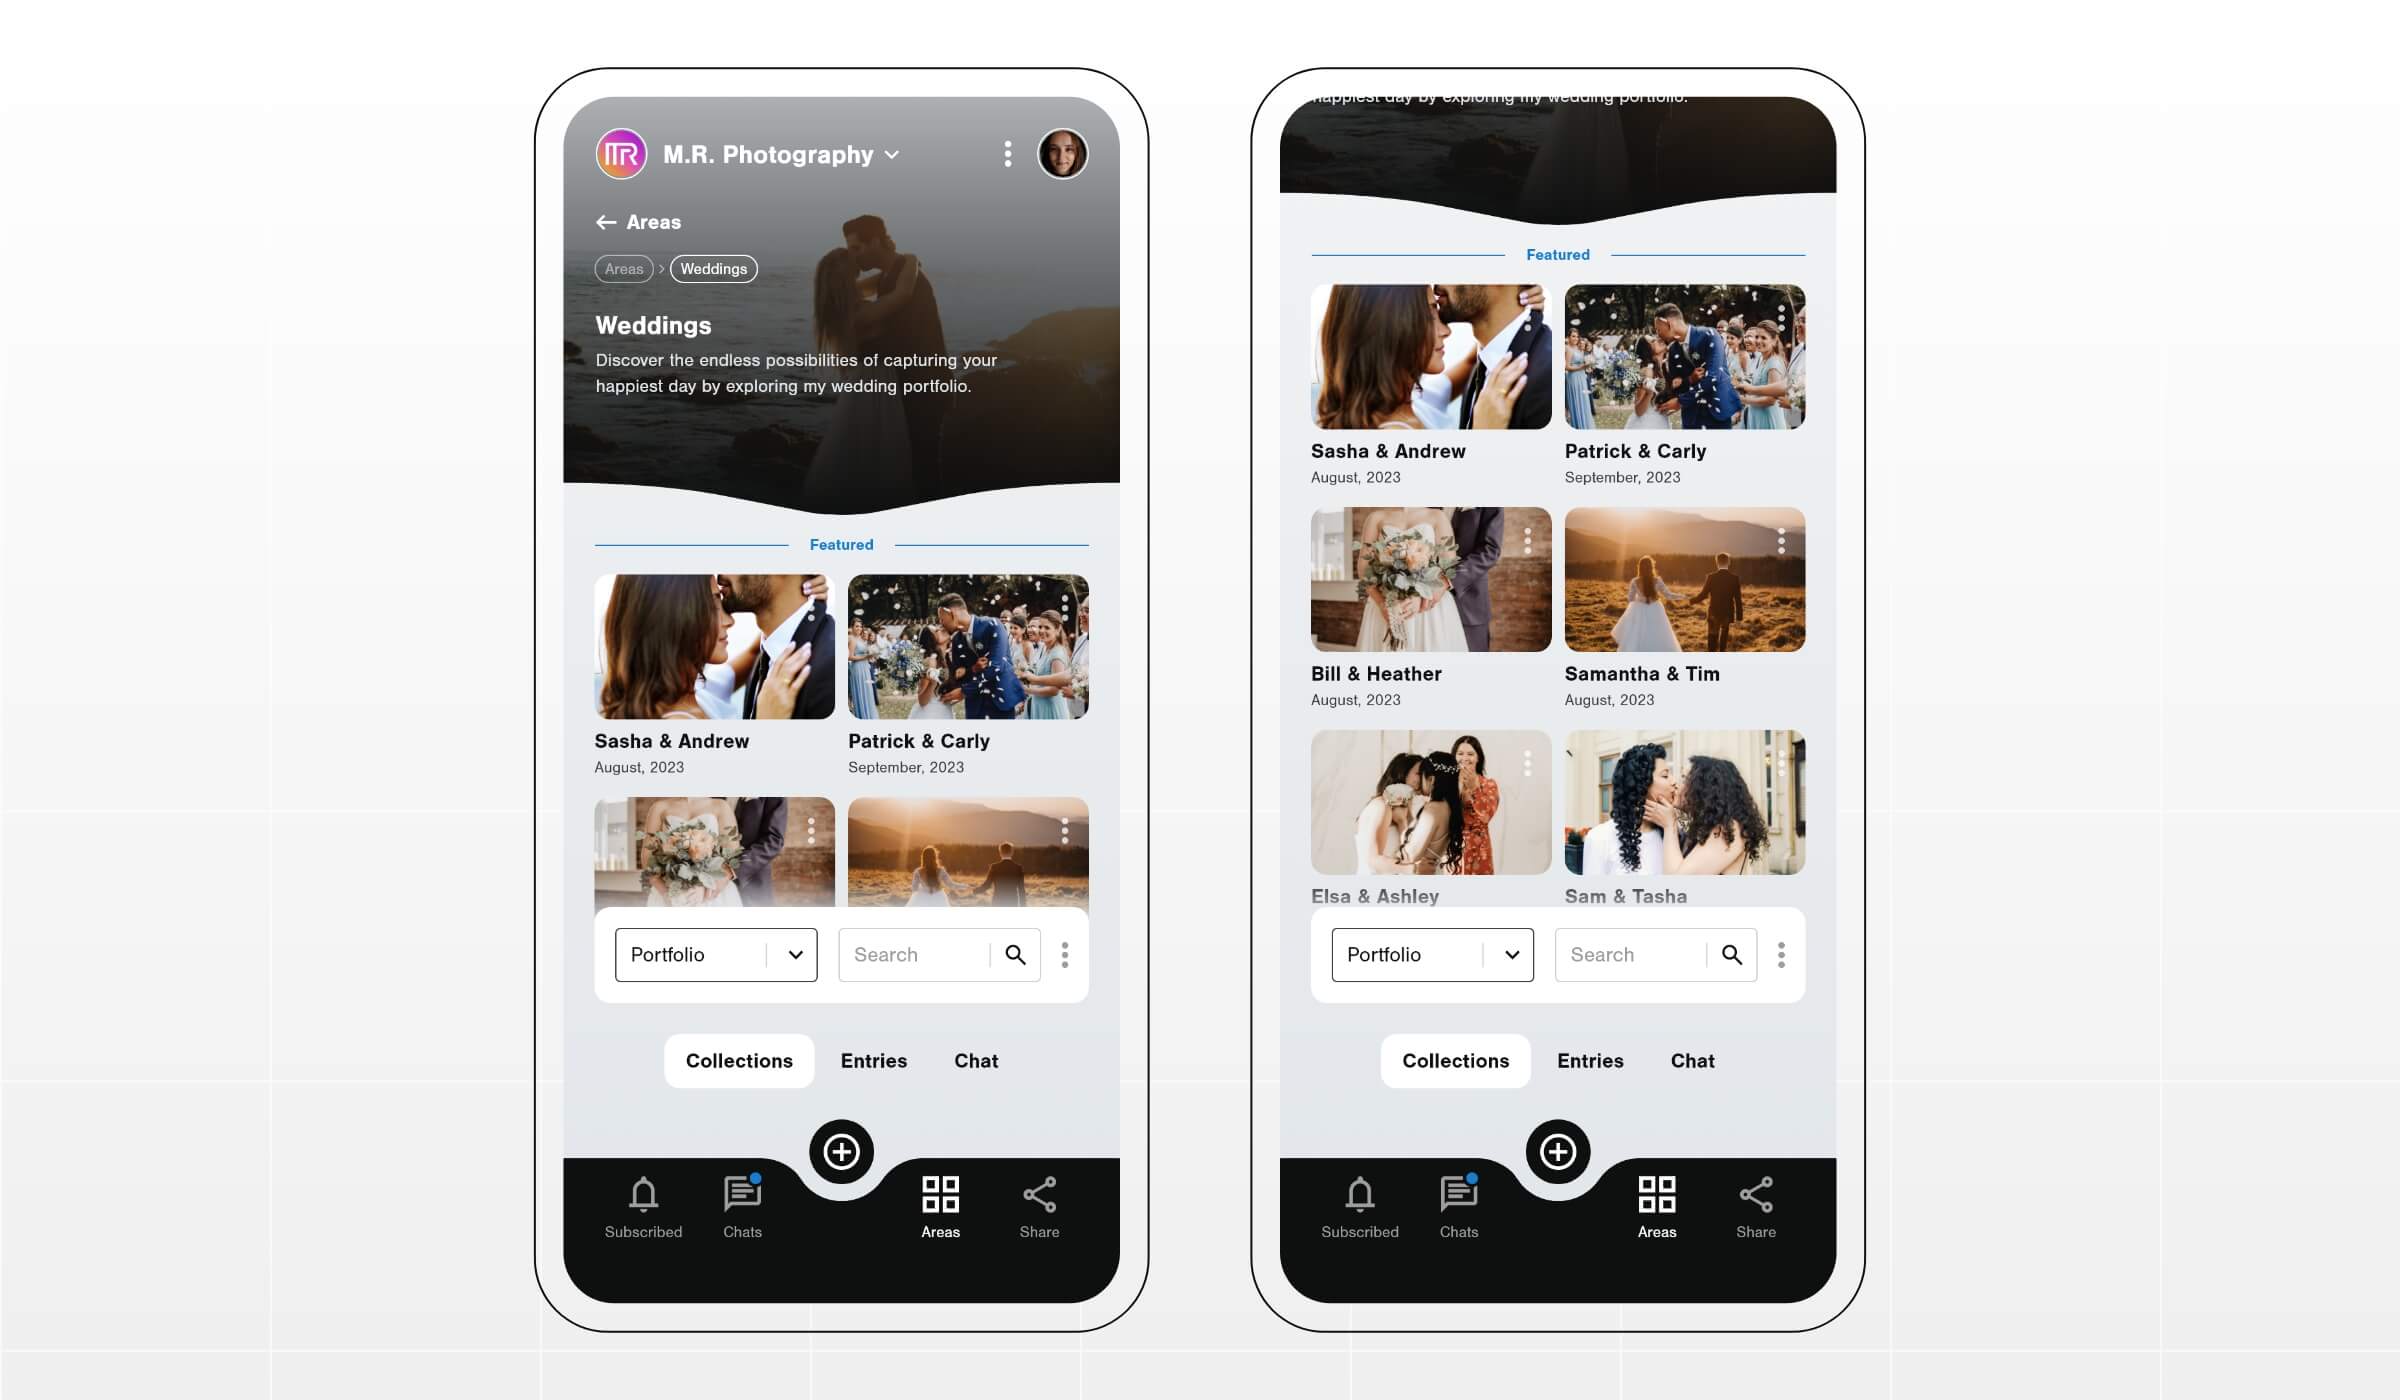 M.R. Photography
Areas
Areas > Weddings
Weddings
Discover the endless possibilities of capturing your
happiest day by exploring my wedding portfolio.
Featured
Sasha & Andrew
August, 2023
Patrick & Carly
September, 2023
Portfolio
Search
Collections
Entries
Chat
Subscribed
Chats
Areas
Share
happiest day by exploring my wedding portfolio.
Featured
Sasha & Andrew
August, 2023
Patrick & Carly
September, 2023
Bill & Heather
August, 2023
Samantha & Tim
August, 2023
Elsa & Ashley
Sam & Tasha
Portfolio
Search
Collections
Entries
Chat
Subscribed
Chats
Areas
Share